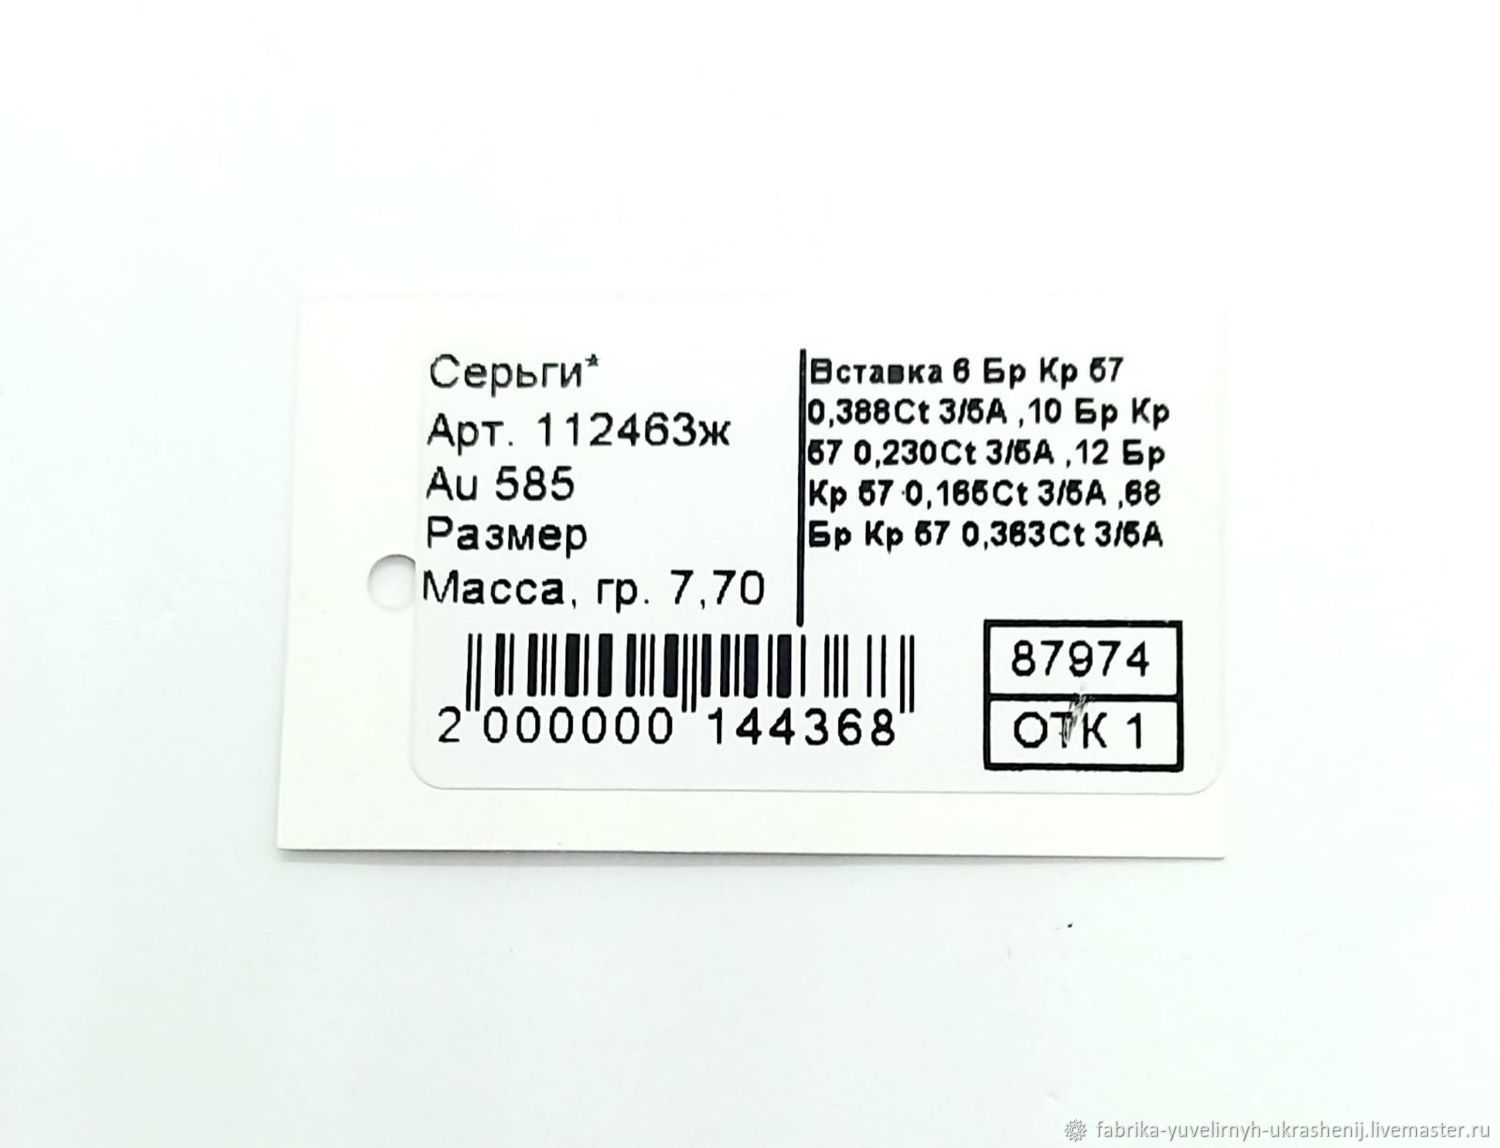 Серьги*
Арт. 112463ж
Au 585
Размер
Масса, гр. 7,70
Вставка 6 Бр Кр 57
0,388Ct 3/5А ,10 Бр Кр
57 0,230Ct 3/5А ,12 Бр
Кр 57 0,165Ct 3/5А ,68
Бр Кр 57 0,363Ct 3/5А
2 000000 144368
87974
ОТК 1
fabrika-yuvelirnyh-ukrashenij.livemaster.ru